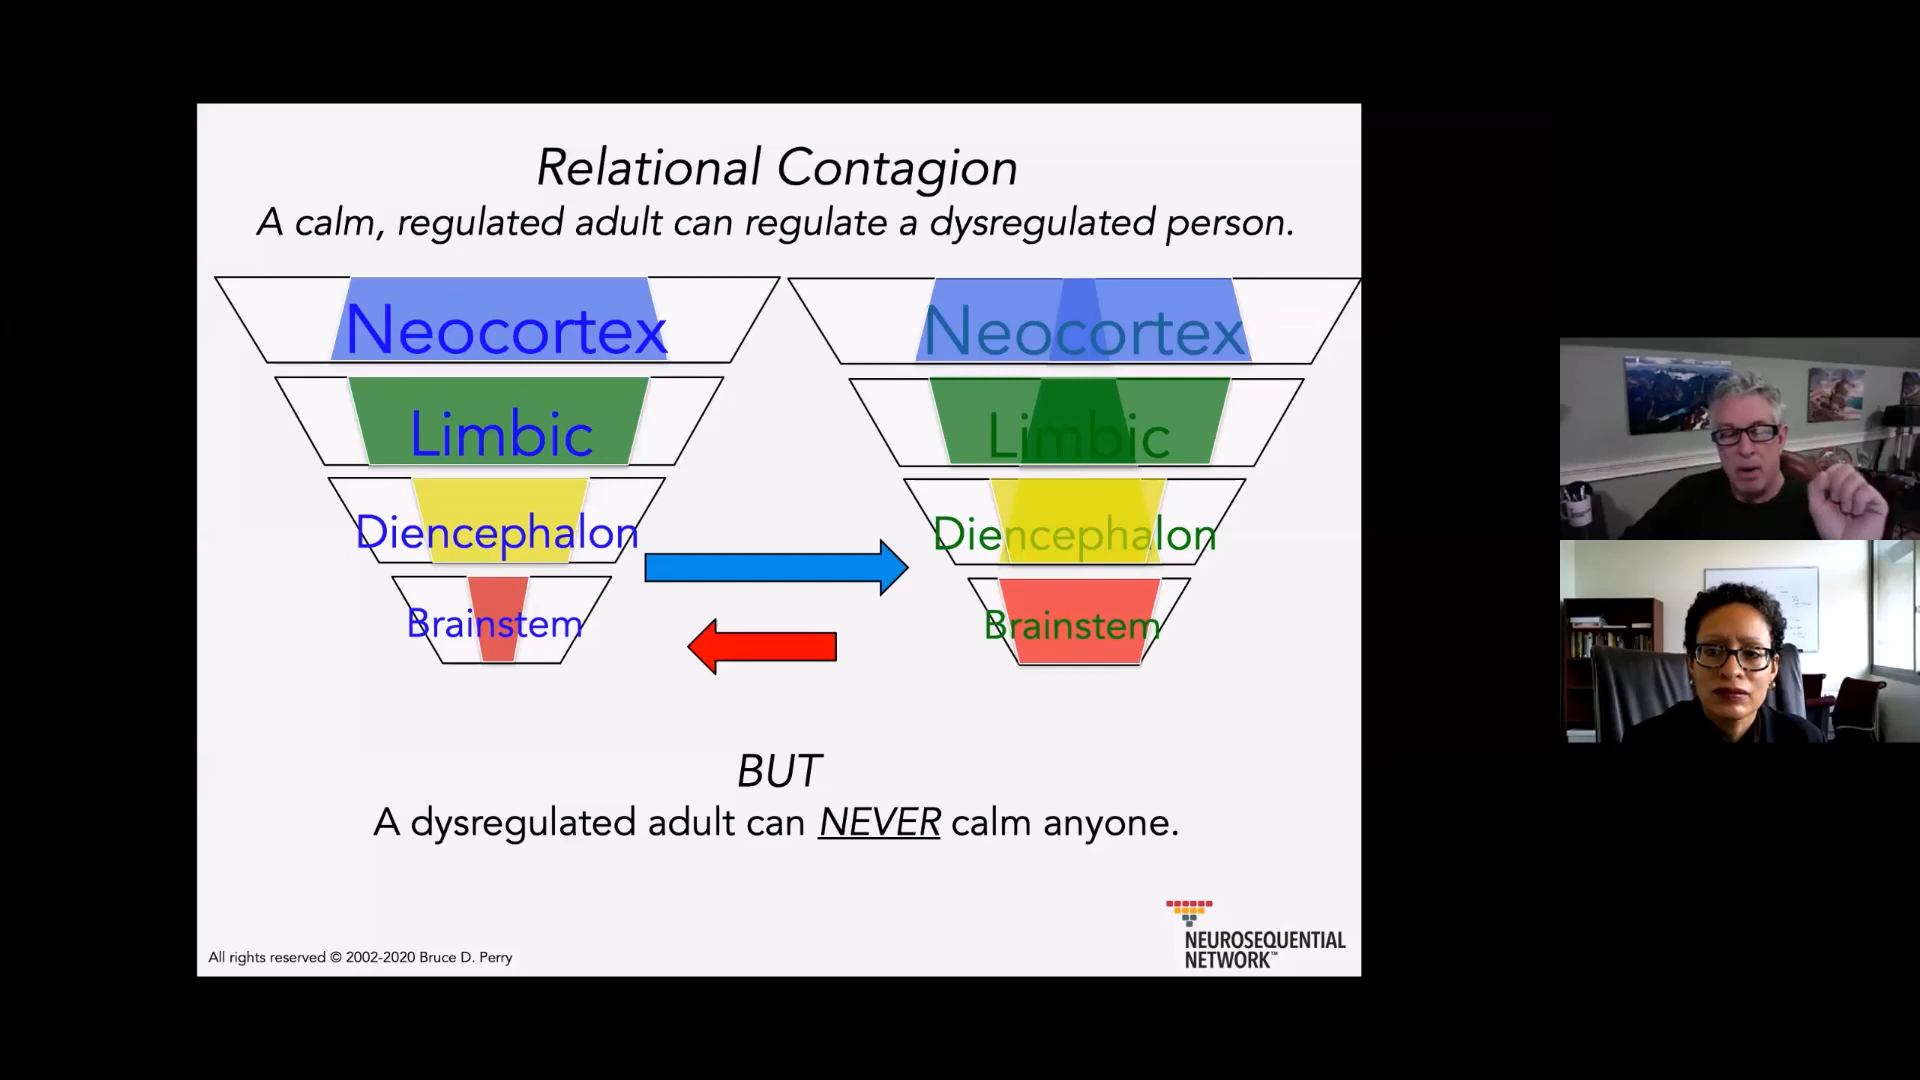 Relational Contagion
A calm, regulated adult can regulate a dysregulated person.
Neocortex
Limbic
Diencephalon
Brainstem
Neocortex
Limbic
Diencephalon
Brainstem
BUT
A dysregulated adult can NEVER calm anyone.
NEUROSEQUENTIAL
NETWORK™
All rights reserved © 2002-2020 Bruce D. Perry